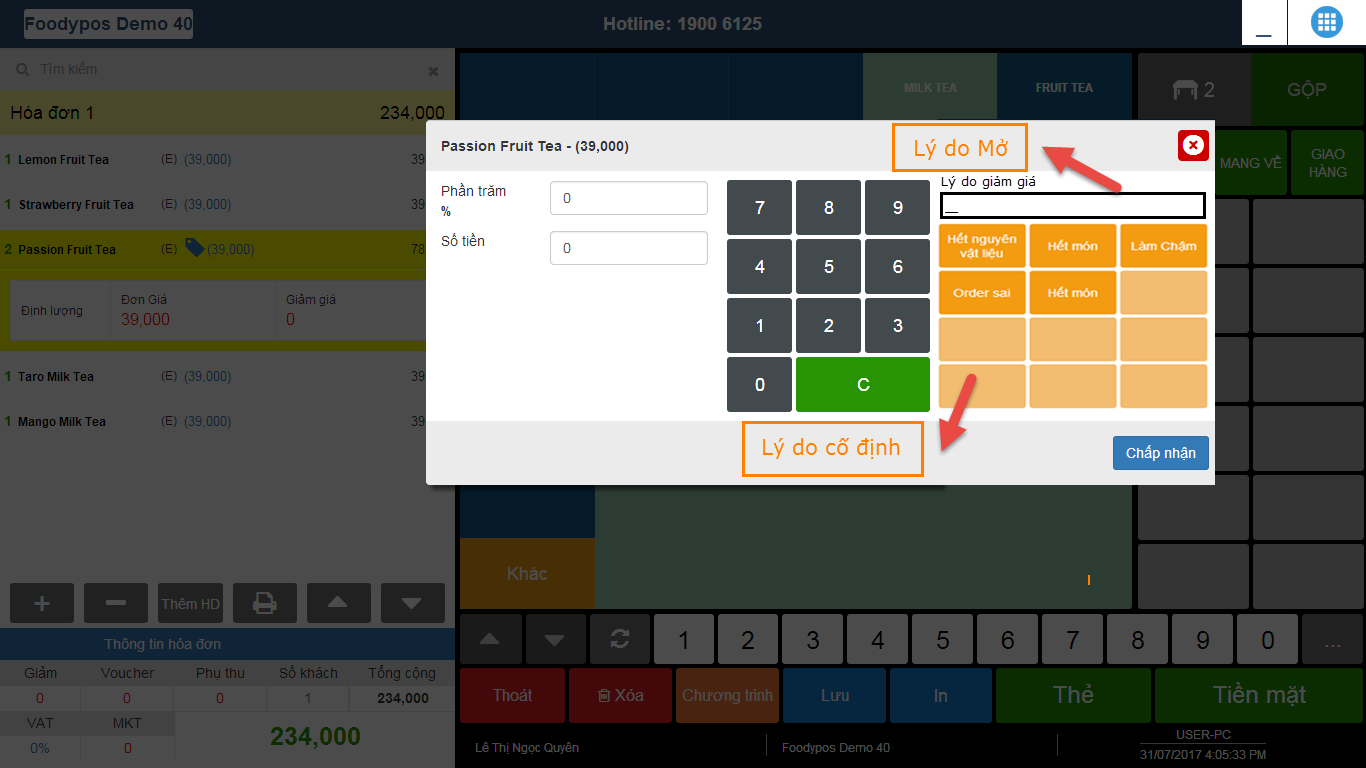 Foodypos Demo 40
Hotline: 1900 6125
Tìm kiếm
Hóa đơn 1 234,000
1 Lemon Fruit Tea (E) (39,000) 39
1 Strawberry Fruit Tea (E) (39,000) 39
2 Passion Fruit Tea (E) (39,000) 78
Định lượng
Đơn Giá
39,000
Giảm giá
0
1 Taro Milk Tea (E) (39,000) 39
1 Mango Milk Tea (E) (39,000) 39
Thêm HD
Thông tin hóa đơn
Giảm Voucher Phụ thu Số khách Tổng cộng
0 0 0 1 234,000
VAT MKT
0% 0
234,000
MILK TEA
FRUIT TEA
2
GỘP
MANG VỀ
GIAO
HÀNG
Passion Fruit Tea - (39,000)
Lý do Mở
Phần trăm
%
0
Số tiền
0
7 8 9
4 5 6
1 2 3
0 C
Lý do giảm giá
Hết nguyên
vật liệu
Hết món
Làm Chậm
Order sai
Hết món
Lý do cố định
Chấp nhận
Khác
1 2 3 4 5 6 7 8 9 0 ...
Thoát
Xóa
Chương trình
Lưu
In
Thẻ
Tiền mặt
Lê Thị Ngọc Quyên
Foodypos Demo 40
USER-PC
31/07/2017 4:05:33 PM